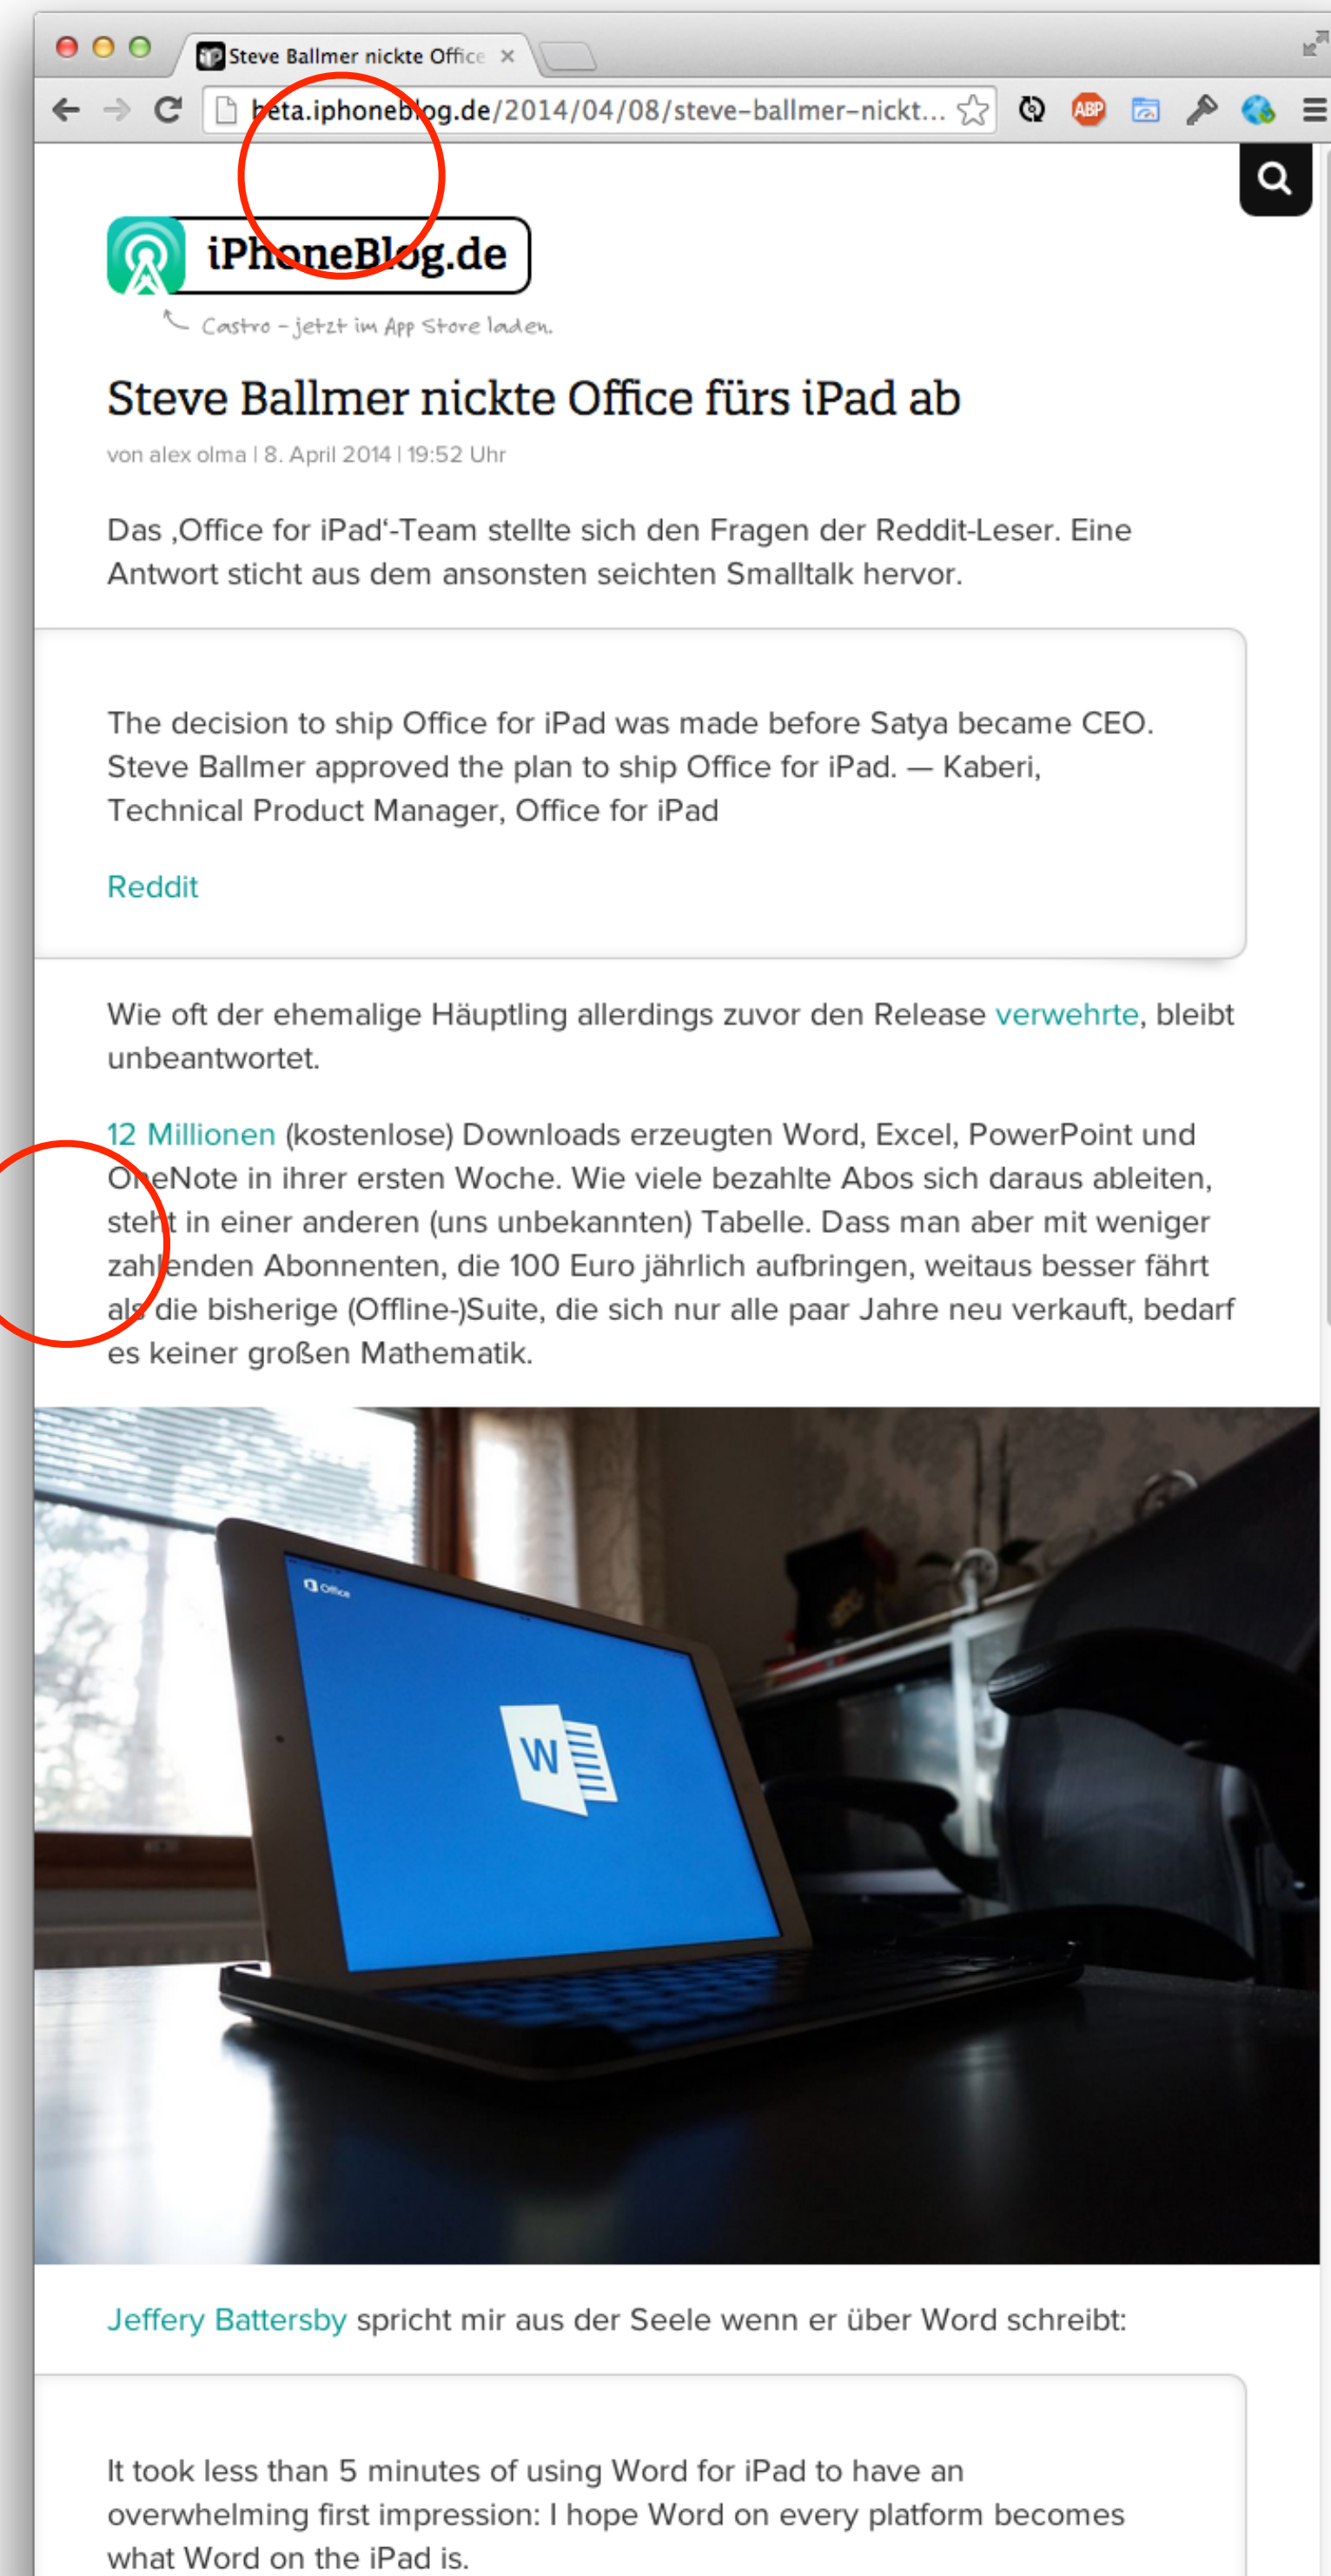 Steve Ballmer nickte Office
beta.iphoneblog.de/2014/04/08/steve-ballmer-nickt...
ABP
iPhoneBlog.de
Castro - jetzt im App Store laden.
Steve Ballmer nickte Office fürs iPad ab
von alex olma | 8. April 2014 | 19:52 Uhr
Das ‚Office for iPad‘-Team stellte sich den Fragen der Reddit-Leser. Eine
Antwort sticht aus dem ansonsten seichten Smalltalk hervor.
The decision to ship Office for iPad was made before Satya became CEO.
Steve Ballmer approved the plan to ship Office for iPad. — Kaberi,
Technical Product Manager, Office for iPad
Reddit
Wie oft der ehemalige Häuptling allerdings zuvor den Release verwehrte, bleibt
unbeantwortet.
12 Millionen (kostenlose) Downloads erzeugten Word, Excel, PowerPoint und
OneNote in ihrer ersten Woche. Wie viele bezahlte Abos sich daraus ableiten,
steht in einer anderen (uns unbekannten) Tabelle. Dass man aber mit weniger
zahlenden Abonnenten, die 100 Euro jährlich aufbringen, weitaus besser fährt
als die bisherige (Offline-)Suite, die sich nur alle paar Jahre neu verkauft, bedarf
es keiner großen Mathematik.
Office
W
Jeffery Battersby spricht mir aus der Seele wenn er über Word schreibt:
It took less than 5 minutes of using Word for iPad to have an
overwhelming first impression: I hope Word on every platform becomes
what Word on the iPad is.